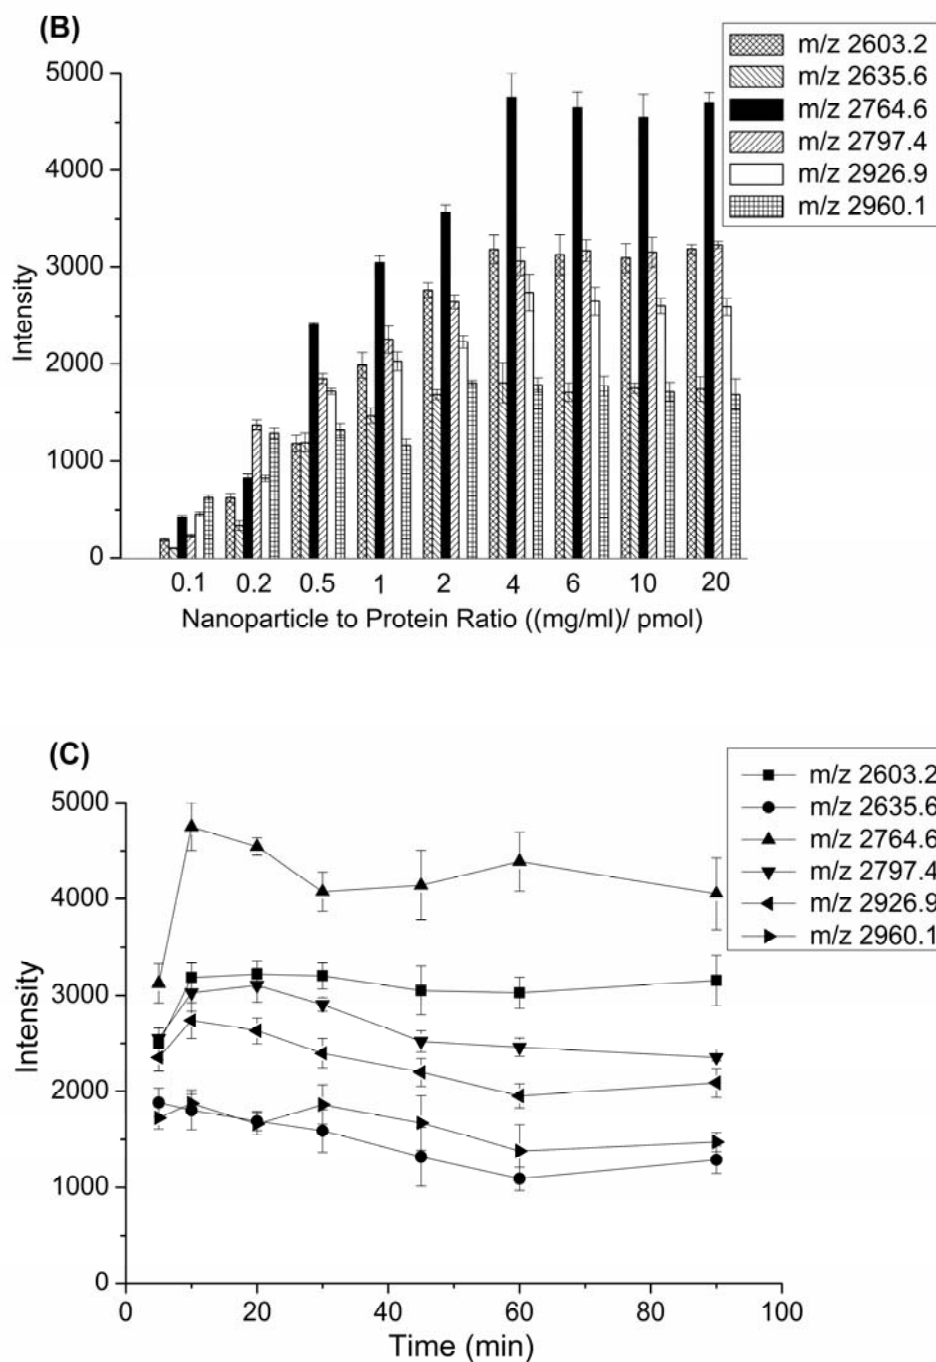 (B)
m/z 2603.2
m/z 2635.6
m/z 2764.6
m/z 2797.4
m/z 2926.9
m/z 2960.1
5000
4000
3000
2000
1000
0
Intensity
0.1 0.2 0.5 1 2 4 6 10 20
Nanoparticle to Protein Ratio ((mg/ml)/ pmol)
(C)
m/z 2603.2
m/z 2635.6
m/z 2764.6
m/z 2797.4
m/z 2926.9
m/z 2960.1
5000
4000
3000
2000
1000
0
Intensity
0 20 40 60 80 100
Time (min)